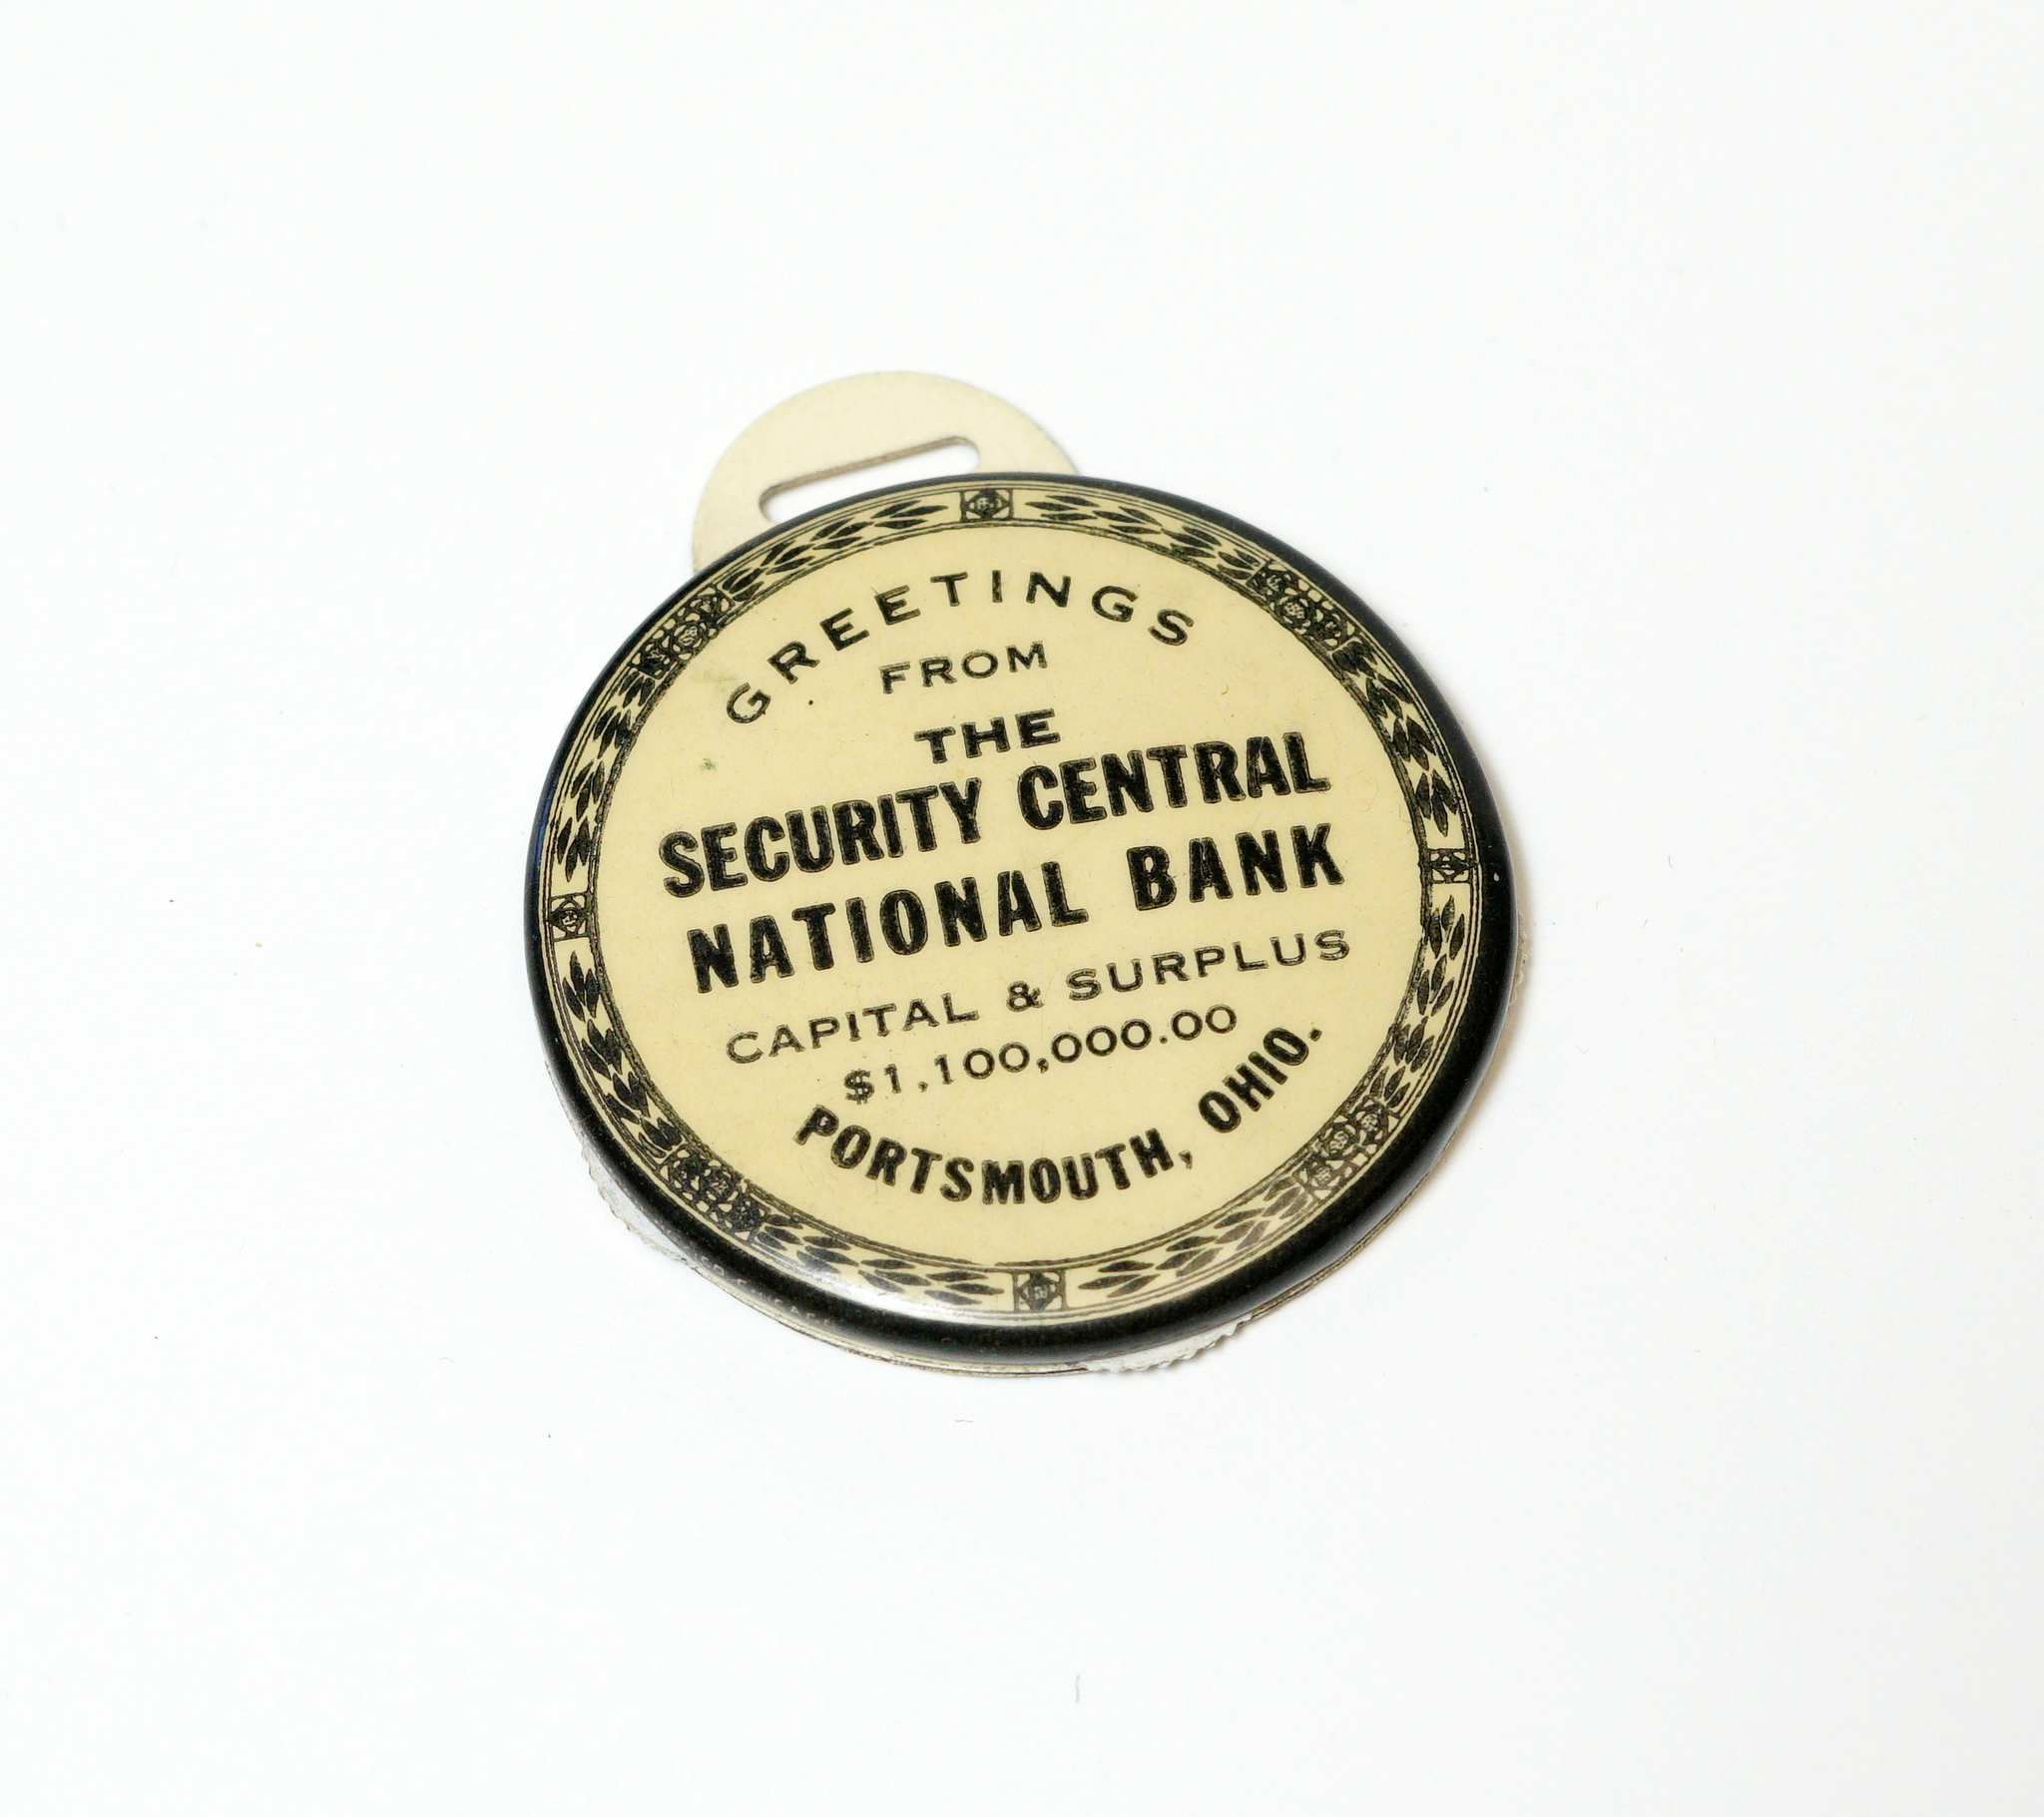 GREETINGS
FROM
THE
SECURITY CENTRAL
NATIONAL BANK
CAPITAL & SURPLUS
$1,100,000.00
PORTSMOUTH, OHIO.